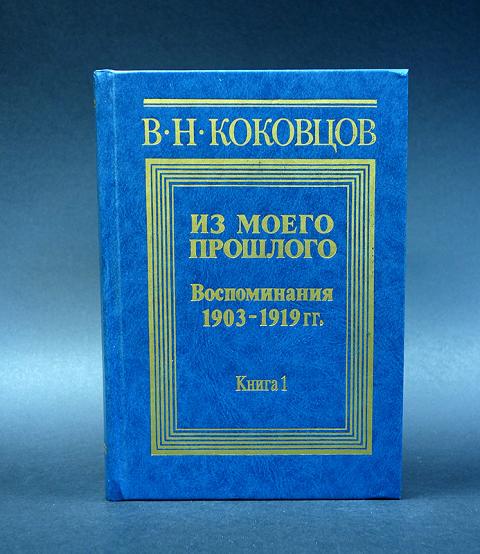 В·Н·КОКОВЦОВ
ИЗ МОЕГО
ПРОШЛОГО
Воспоминания
1903-1919 гг.
Книга 1